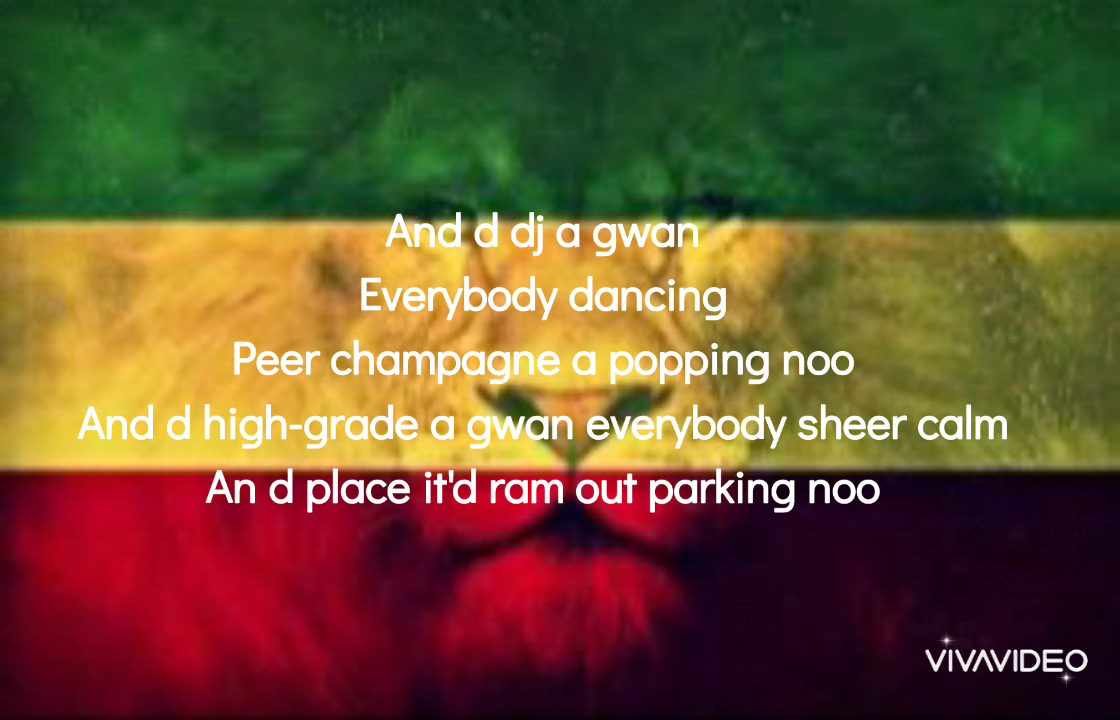 And d dj a gwan
Everybody dancing
Peer champagne a popping noo
And d high-grade a gwan everybody sheer calm
An d place it'd ram out parking noo
VIVAVIDEO